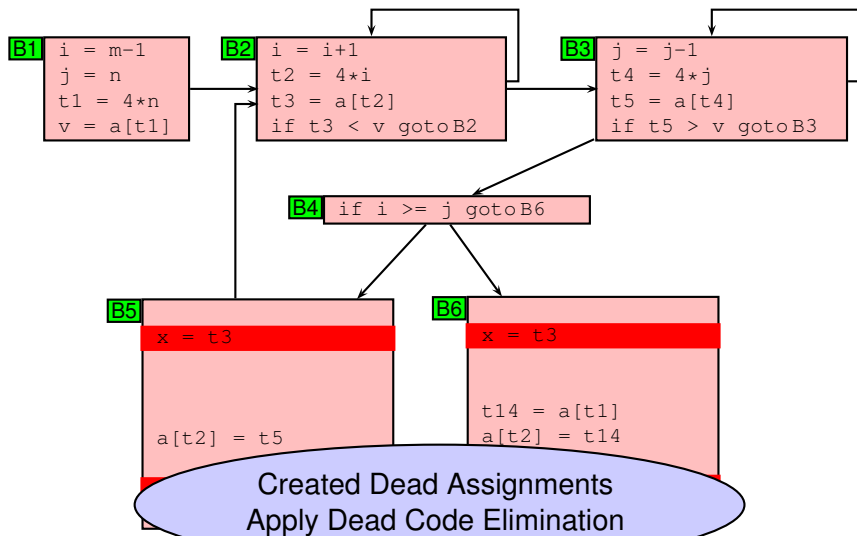 B1
i = m-1
j = n
t1 = 4*n
v = a[t1]
B2
i = i+1
t2 = 4*i
t3 = a[t2]
if t3 < v goto B2
B3
j = j-1
t4 = 4*j
t5 = a[t4]
if t5 > v goto B3
B4
if i >= j goto B6
B5
x = t3
a[t2] = t5
B6
x = t3
t14 = a[t1]
a[t2] = t14
Created Dead Assignments
Apply Dead Code Elimination